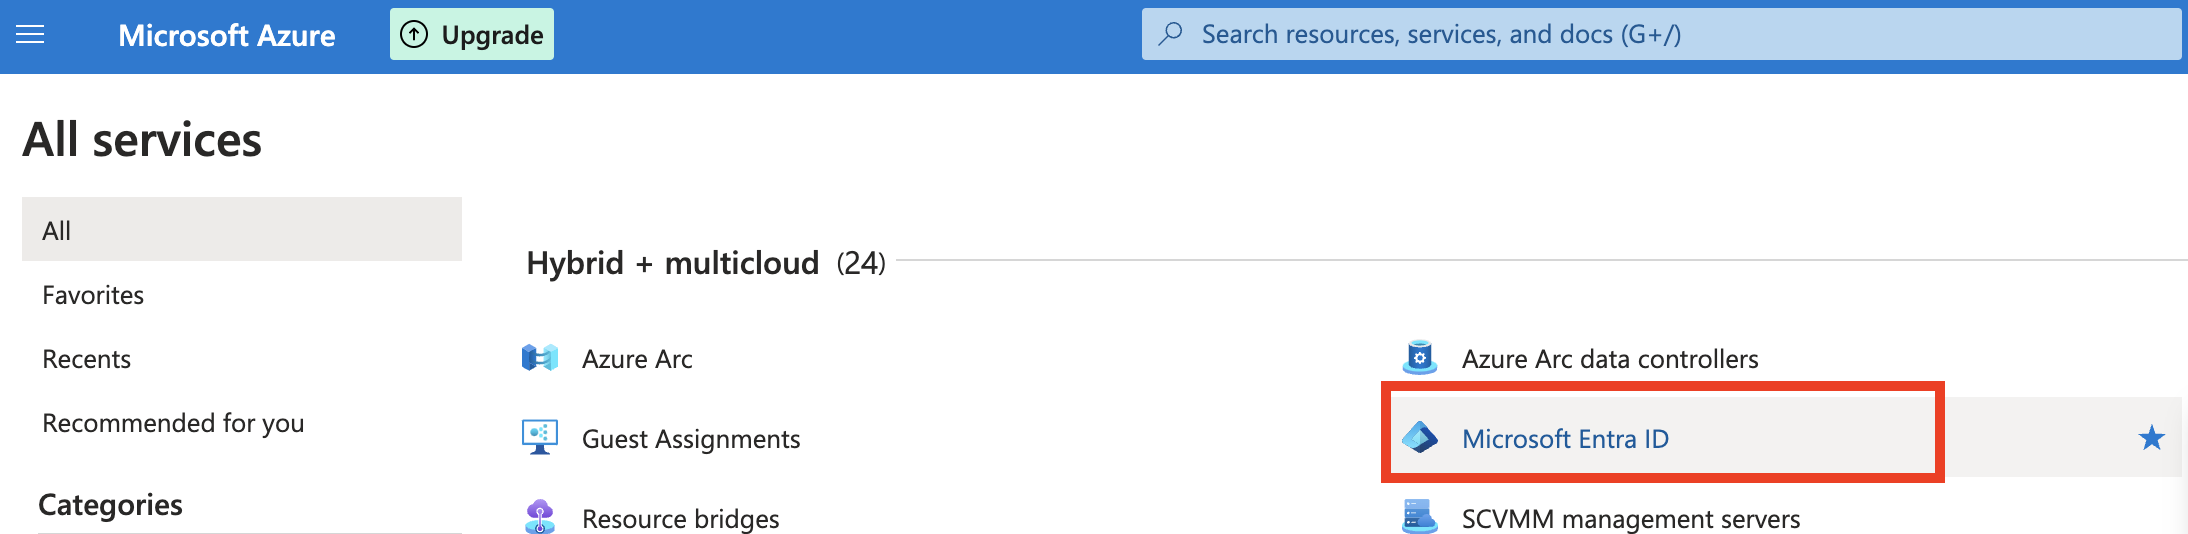 Microsoft Azure
Upgrade
Search resources, services, and docs (G+/)
All services
All
Favorites
Recents
Recommended for you
Categories
Hybrid + multicloud (24)
Azure Arc
Azure Arc data controllers
Guest Assignments
Microsoft Entra ID
Resource bridges
SCVMM management servers